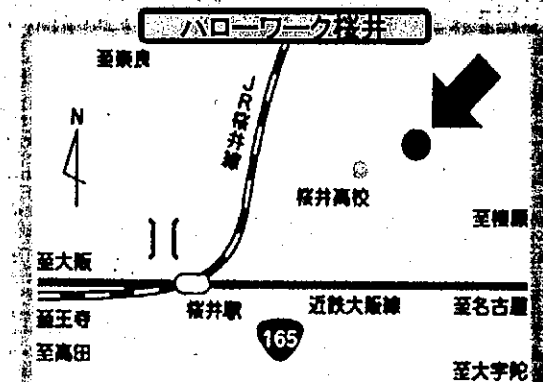 ハローワーク桜井
至奈良
N
JR桜井線
桜井高校
至榛原
至大阪
桜井駅
近鉄大阪線
至名古屋
至王寺
165
至高田
至大宇陀